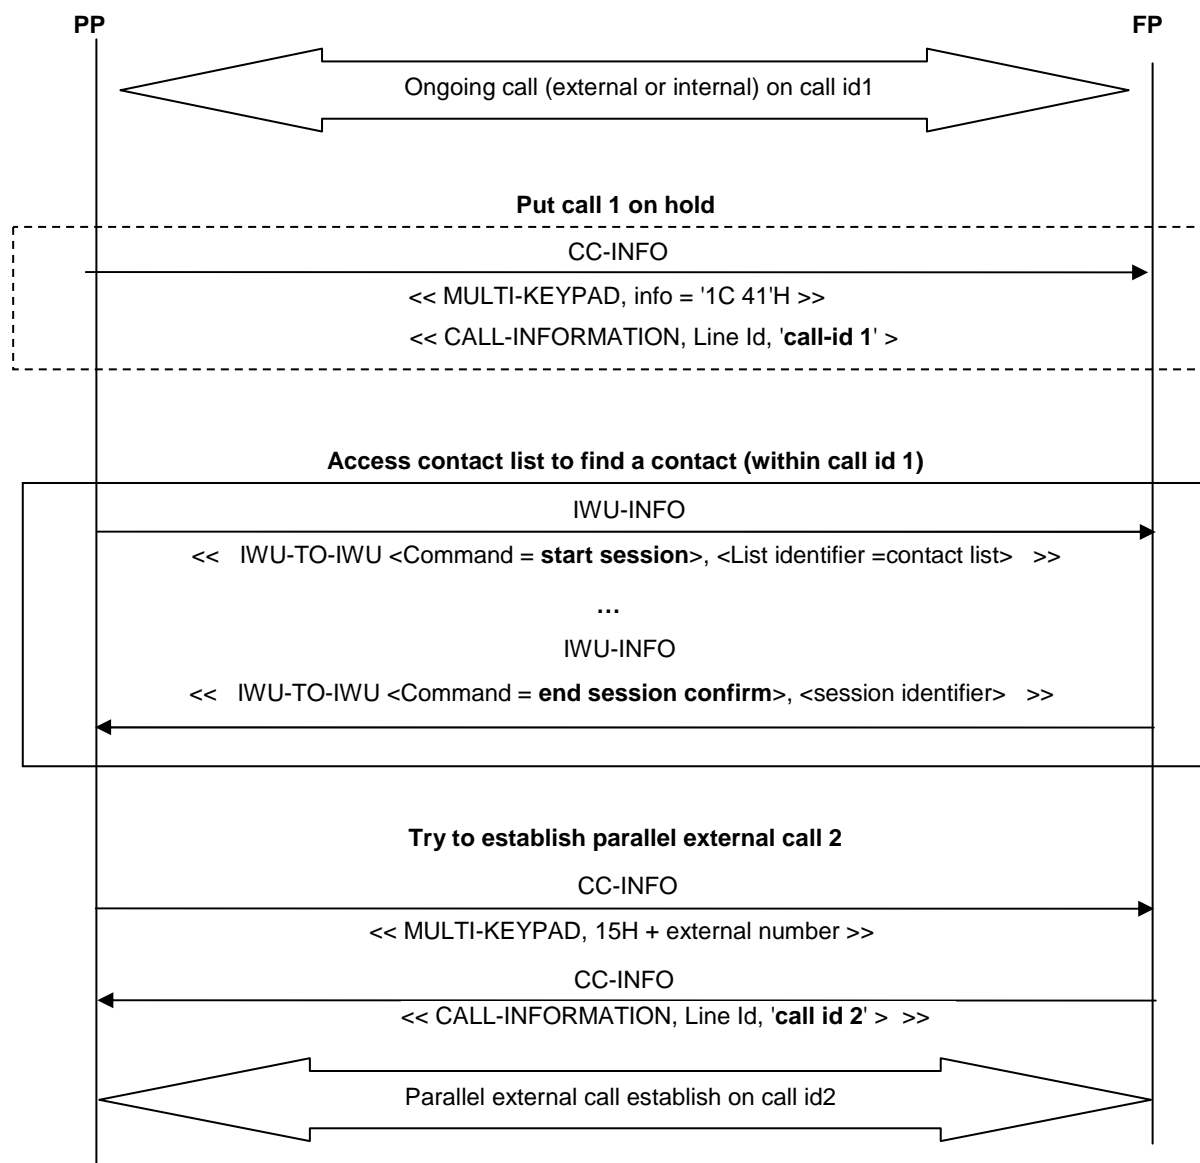 PP FP
Ongoing call (external or internal) on call id1
Put call 1 on hold
CC-INFO
<< MULTI-KEYPAD, info = '1C 41'H >>
<< CALL-INFORMATION, Line Id, 'call-id 1' >
Access contact list to find a contact (within call id 1)
IWU-INFO
<< IWU-TO-IWU <Command = start session>, <List identifier =contact list> >>
...
IWU-INFO
<< IWU-TO-IWU <Command = end session confirm>, <session identifier> >>
Try to establish parallel external call 2
CC-INFO
<< MULTI-KEYPAD, 15H + external number >>
CC-INFO
<< CALL-INFORMATION, Line Id, 'call id 2' > >>
Parallel external call establish on call id2